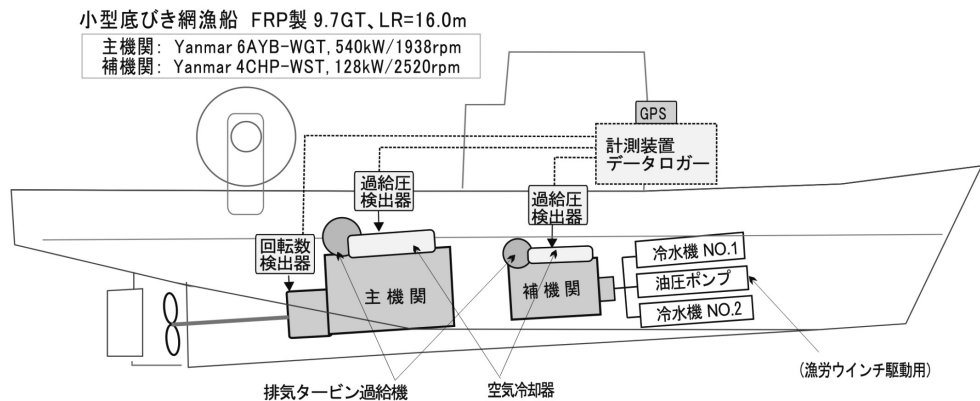 小型底びき網漁船 FRP製 9.7GT、LR=16.0m
主機関: Yanmar 6AYB-WGT, 540kW/1938rpm
補機関: Yanmar 4CHP-WST, 128kW/2520rpm
GPS
計測装置
データロガー
過給圧
検出器
過給圧
検出器
回転数
検出器
主機関
補機関
冷水機 NO.1
油圧ポンプ
冷水機 NO.2
排気タービン過給機
空気冷却器
(漁労ウインチ駆動用)